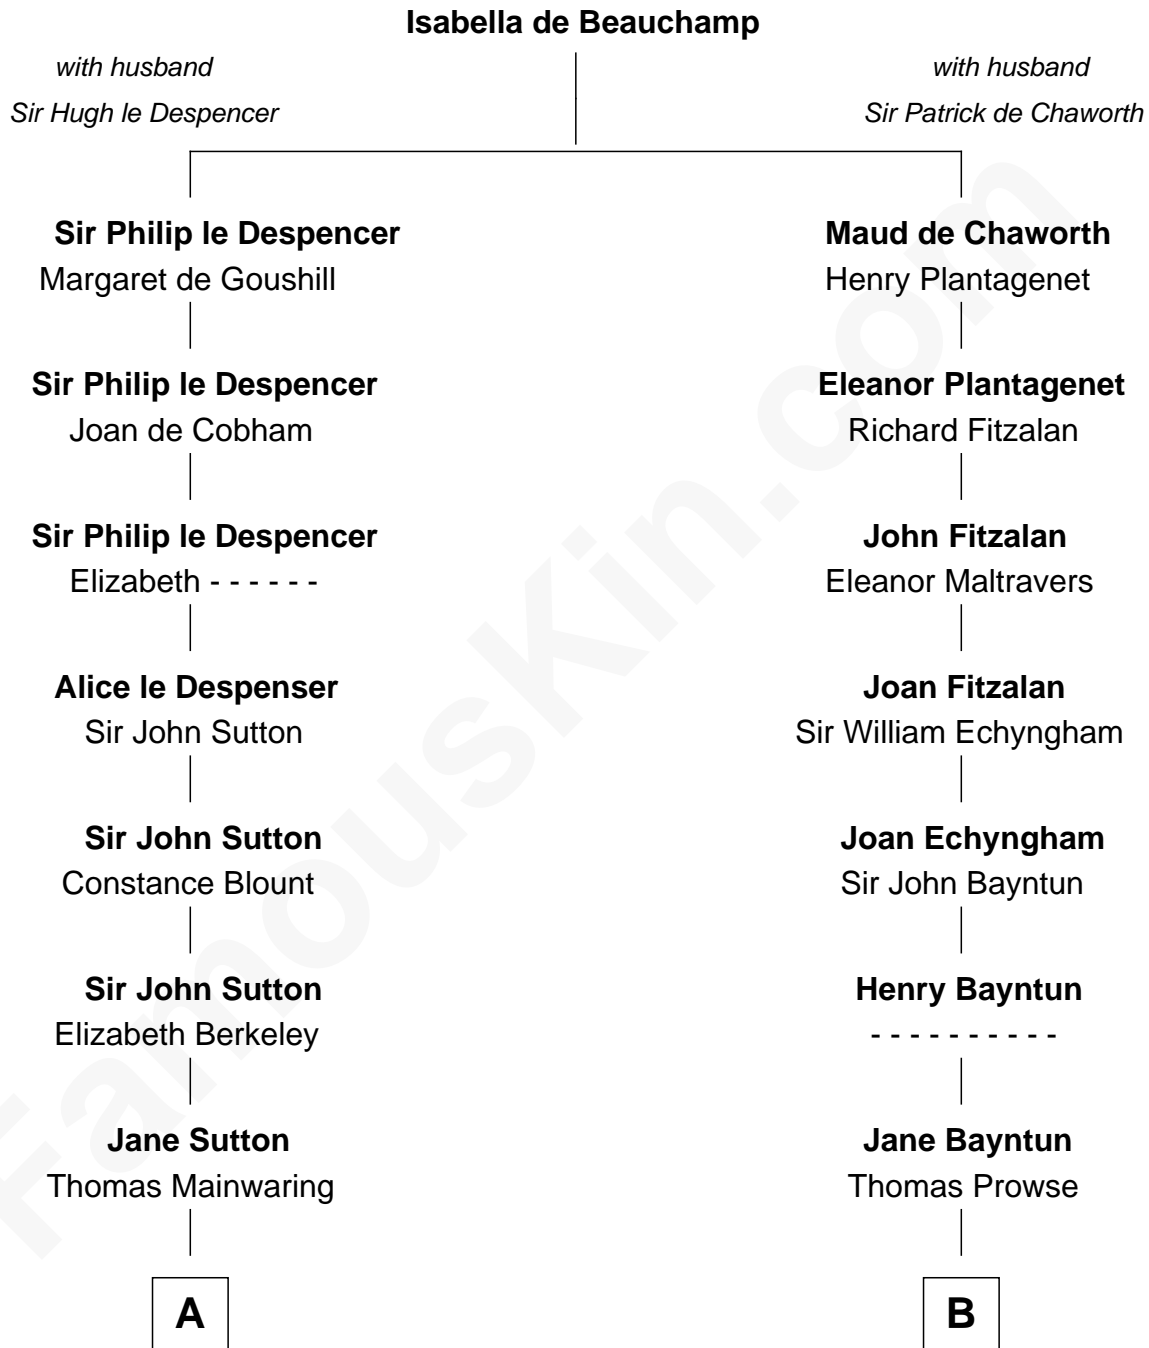 Isabella de Beauchamp
with husband
Sir Hugh le Despencer
with husband
Sir Patrick de Chaworth
Sir Philip le Despencer
Margaret de Goushill
Maud de Chaworth
Henry Plantagenet
Sir Philip le Despencer
Joan de Cobham
Eleanor Plantagenet
Richard Fitzalan
Sir Philip le Despencer
Elizabeth - - - - - -
John Fitzalan
Eleanor Maltravers
Alice le Despenser
Sir John Sutton
Joan Fitzalan
Sir William Echyngham
Sir John Sutton
Constance Blount
Joan Echyngham
Sir John Bayntun
Sir John Sutton
Elizabeth Berkeley
Henry Bayntun
- - - - - - - - - -
Jane Sutton
Thomas Mainwaring
Jane Bayntun
Thomas Prowse
A
B
FamousKin.com